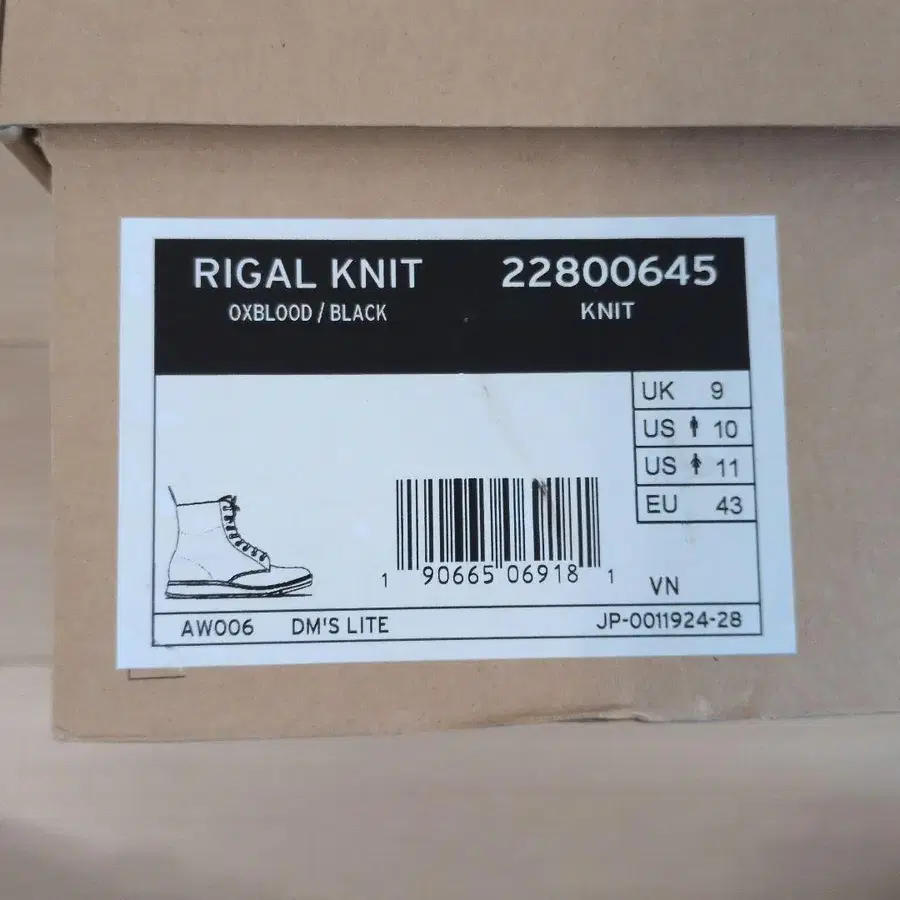 RIGAL KNIT 22800645
OXBLOOD / BLACK KNIT
UK 9
US 10
US 11
EU 43
1 90665 06918 1
VN
AW006 DM'S LITE JP-0011924-28